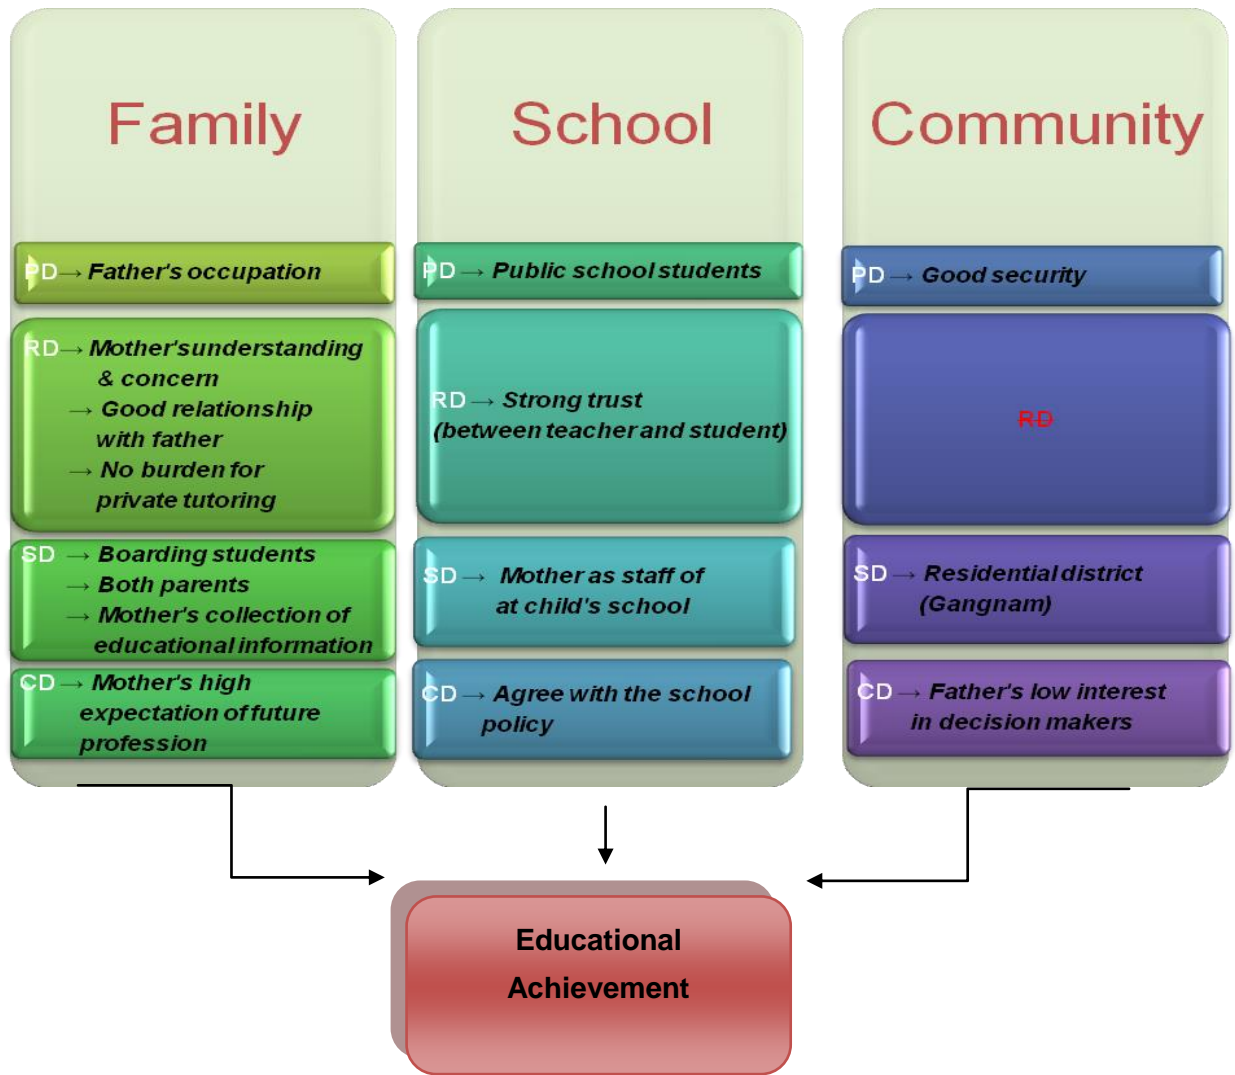 Family
PD → Father's occupation
RD → Mother'sunderstanding
& concern
→ Good relationship
with father
→ No burden for
private tutoring
SD → Boarding students
→ Both parents
→ Mother's collection of
educational information
CD → Mother's high
expectation of future
profession
School
PD → Public school students
RD → Strong trust
(between teacher and student)
SD → Mother as staff of
at child's school
CD → Agree with the school
policy
Community
PD → Good security
RD
SD → Residential district
(Gangnam)
CD → Father's low interest
in decision makers
Educational
Achievement